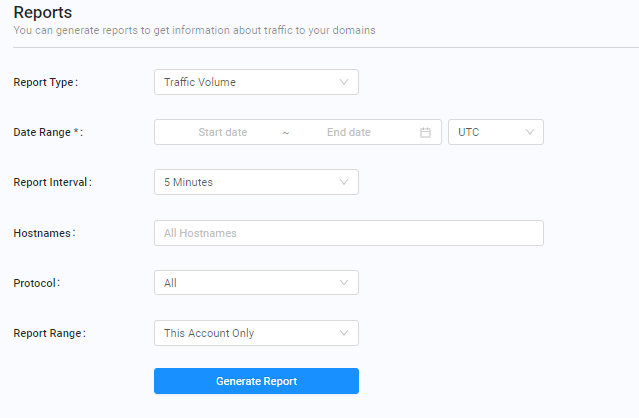 Reports
You can generate reports to get information about traffic to your domains
Report Type: Traffic Volume
Date Range *: Start date ~ End date UTC
Report Interval: 5 Minutes
Hostnames: All Hostnames
Protocol: All
Report Range: This Account Only
Generate Report